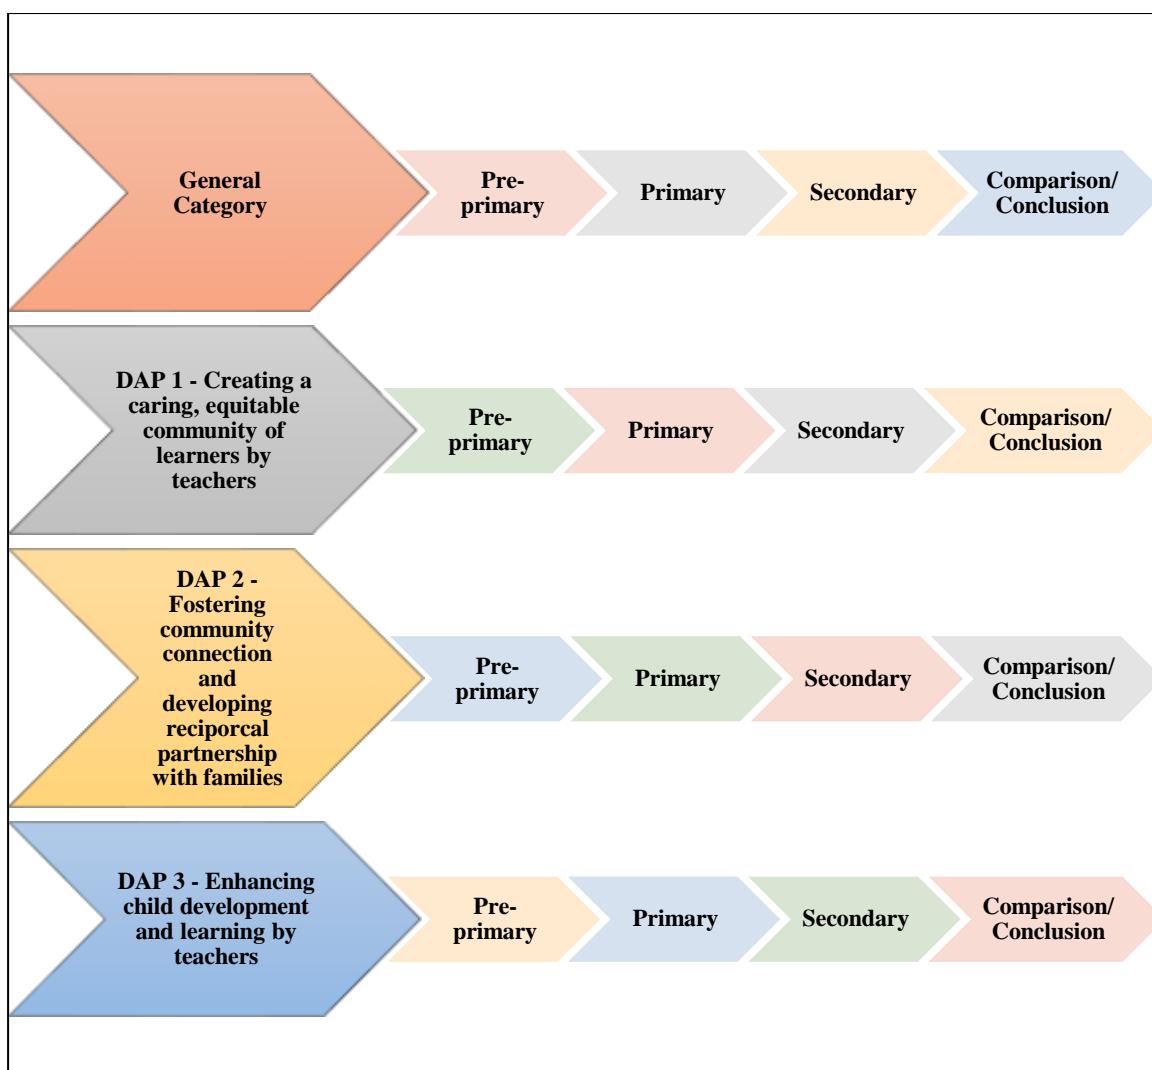 General
Category
Pre-
primary
Primary
Secondary
Comparison/
Conclusion
DAP 1 - Creating a
caring, equitable
community of
learners by
teachers
Pre-
primary
Primary
Secondary
Comparison/
Conclusion
DAP 2 -
Fostering
community
connection
and
developing
reciporcal
partnership
with families
Pre-
primary
Primary
Secondary
Comparison/
Conclusion
DAP 3 - Enhancing
child development
and learning by
teachers
Pre-
primary
Primary
Secondary
Comparison/
Conclusion